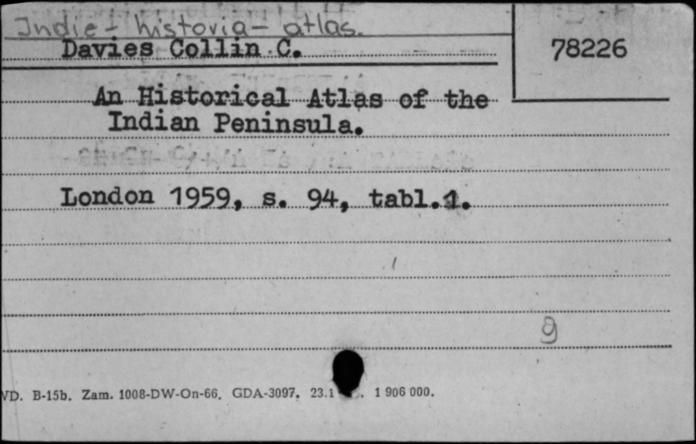 Indie - historia - atlas.
Davies Collin C.
78226
An Historical Atlas of the
Indian Peninsula.
London 1959, s. 94, tabl.1.
9
VD. B-15b. Zam. 1008-DW-On-66. GDA-3097. 23.1 . 1 906 000.